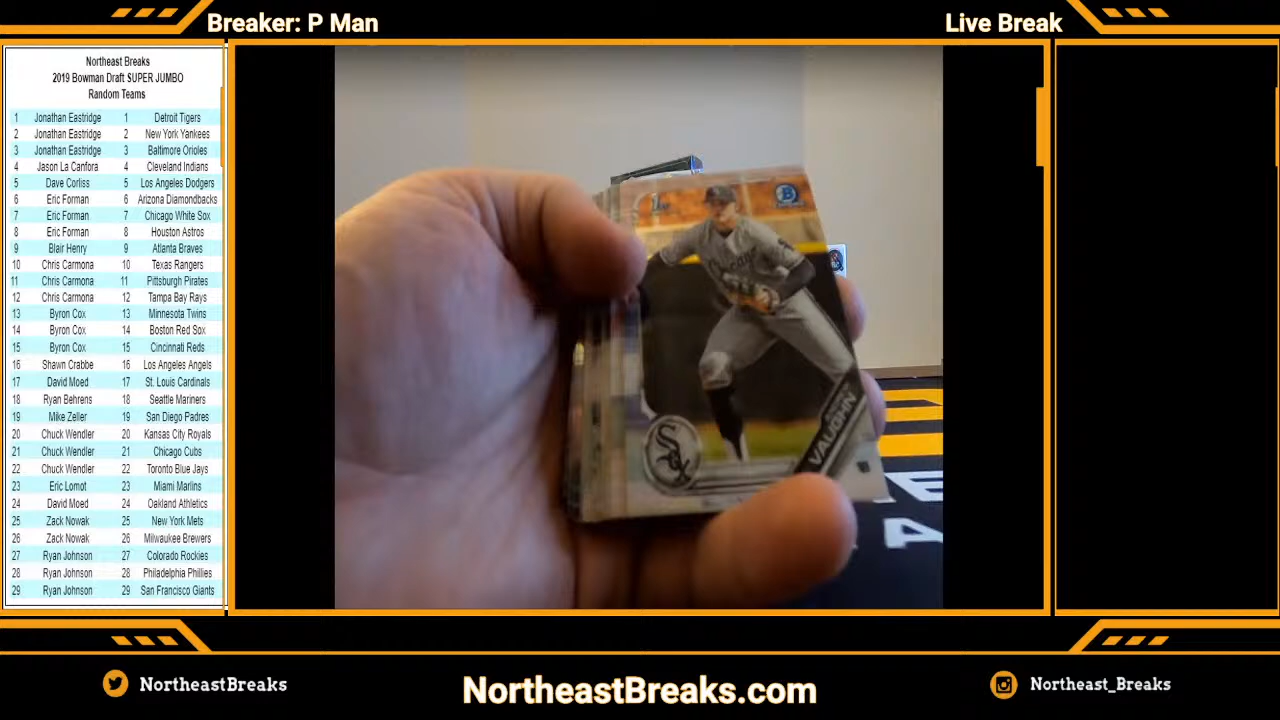 Breaker: P Man
Live Break
Northeast Breaks
2019 Bowman Draft SUPER JUMBO
Random Teams
1 Jonathan Eastridge 1 Detroit Tigers
2 Jonathan Eastridge 2 New York Yankees
3 Jonathan Eastridge 3 Baltimore Orioles
4 Jason La Canfora 4 Cleveland Indians
5 Dave Corliss 5 Los Angeles Dodgers
6 Eric Forman 6 Arizona Diamondbacks
7 Eric Forman 7 Chicago White Sox
8 Eric Forman 8 Houston Astros
9 Blair Henry 9 Atlanta Braves
10 Chris Carmona 10 Texas Rangers
11 Chris Carmona 11 Pittsburgh Pirates
12 Chris Carmona 12 Tampa Bay Rays
13 Byron Cox 13 Minnesota Twins
14 Byron Cox 14 Boston Red Sox
15 Byron Cox 15 Cincinnati Reds
16 Shawn Crabbe 16 Los Angeles Angels
17 David Moed 17 St. Louis Cardinals
18 Ryan Behrens 18 Seattle Mariners
19 Mike Zeller 19 San Diego Padres
20 Chuck Wendler 20 Kansas City Royals
21 Chuck Wendler 21 Chicago Cubs
22 Chuck Wendler 22 Toronto Blue Jays
23 Eric Lomot 23 Miami Marlins
24 David Moed 24 Oakland Athletics
25 Zack Nowak 25 New York Mets
26 Zack Nowak 26 Milwaukee Brewers
27 Ryan Johnson 27 Colorado Rockies
28 Ryan Johnson 28 Philadelphia Phillies
29 Ryan Johnson 29 San Francisco Giants
1st
B
Sox
VAUGHN
NortheastBreaks
NortheastBreaks.com
Northeast_Breaks